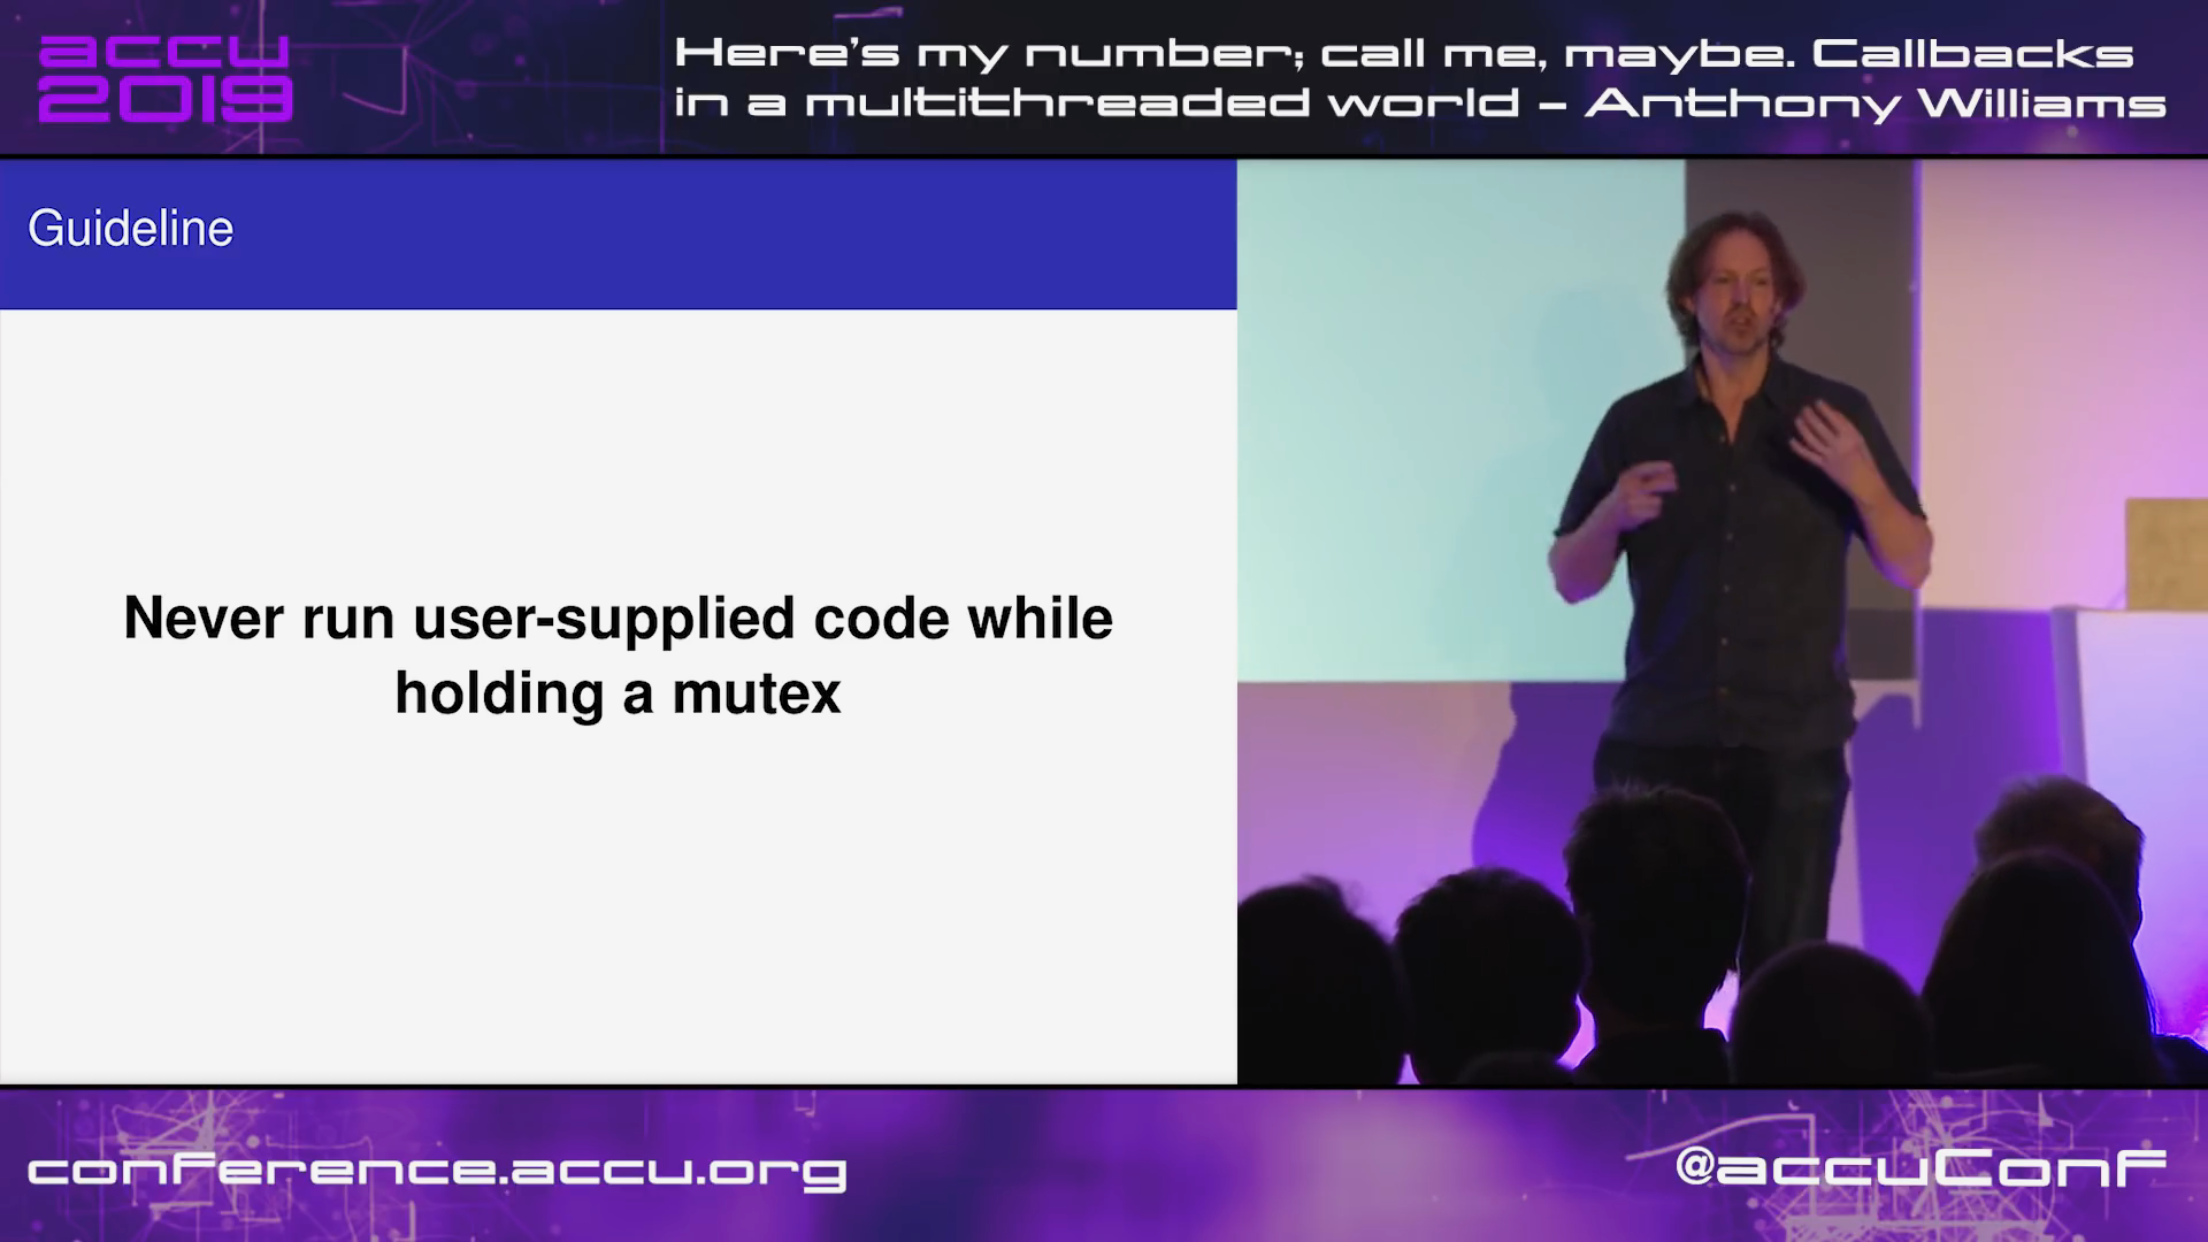 accu
2019
Here's my number; call me, maybe. Callbacks
in a multithreaded world – Anthony Williams
Guideline
Never run user-supplied code while
holding a mutex
conference.accu.org
@accuConf